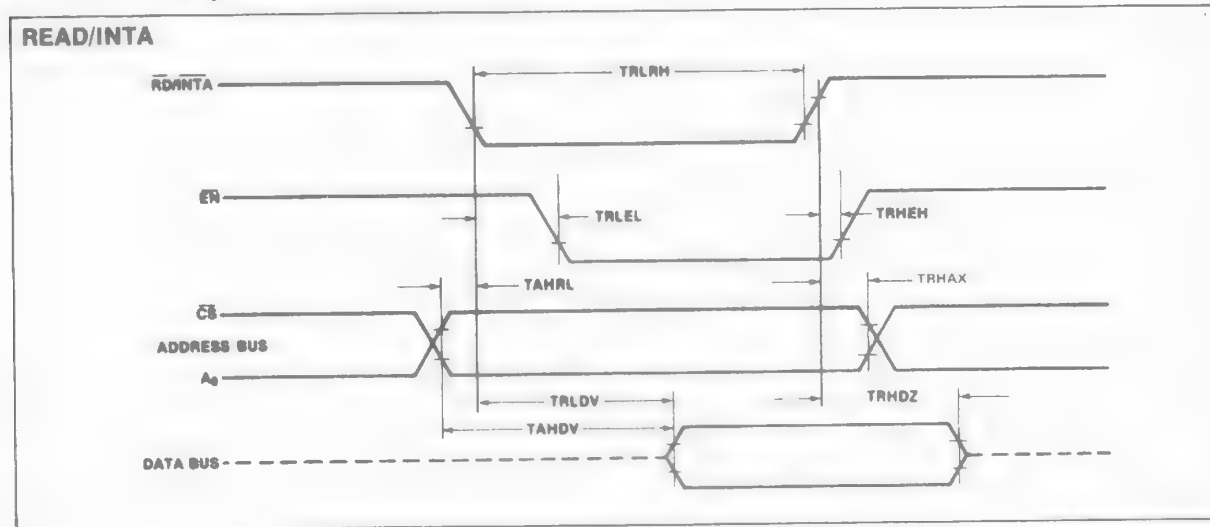 READ/INTA
TRLRH
RD/INTA
EN
TRLEL
TRHEH
TAHRL
TRHAX
CS
ADDRESS BUS
A0
TRLDV
TRHDZ
TAHDV
DATA BUS